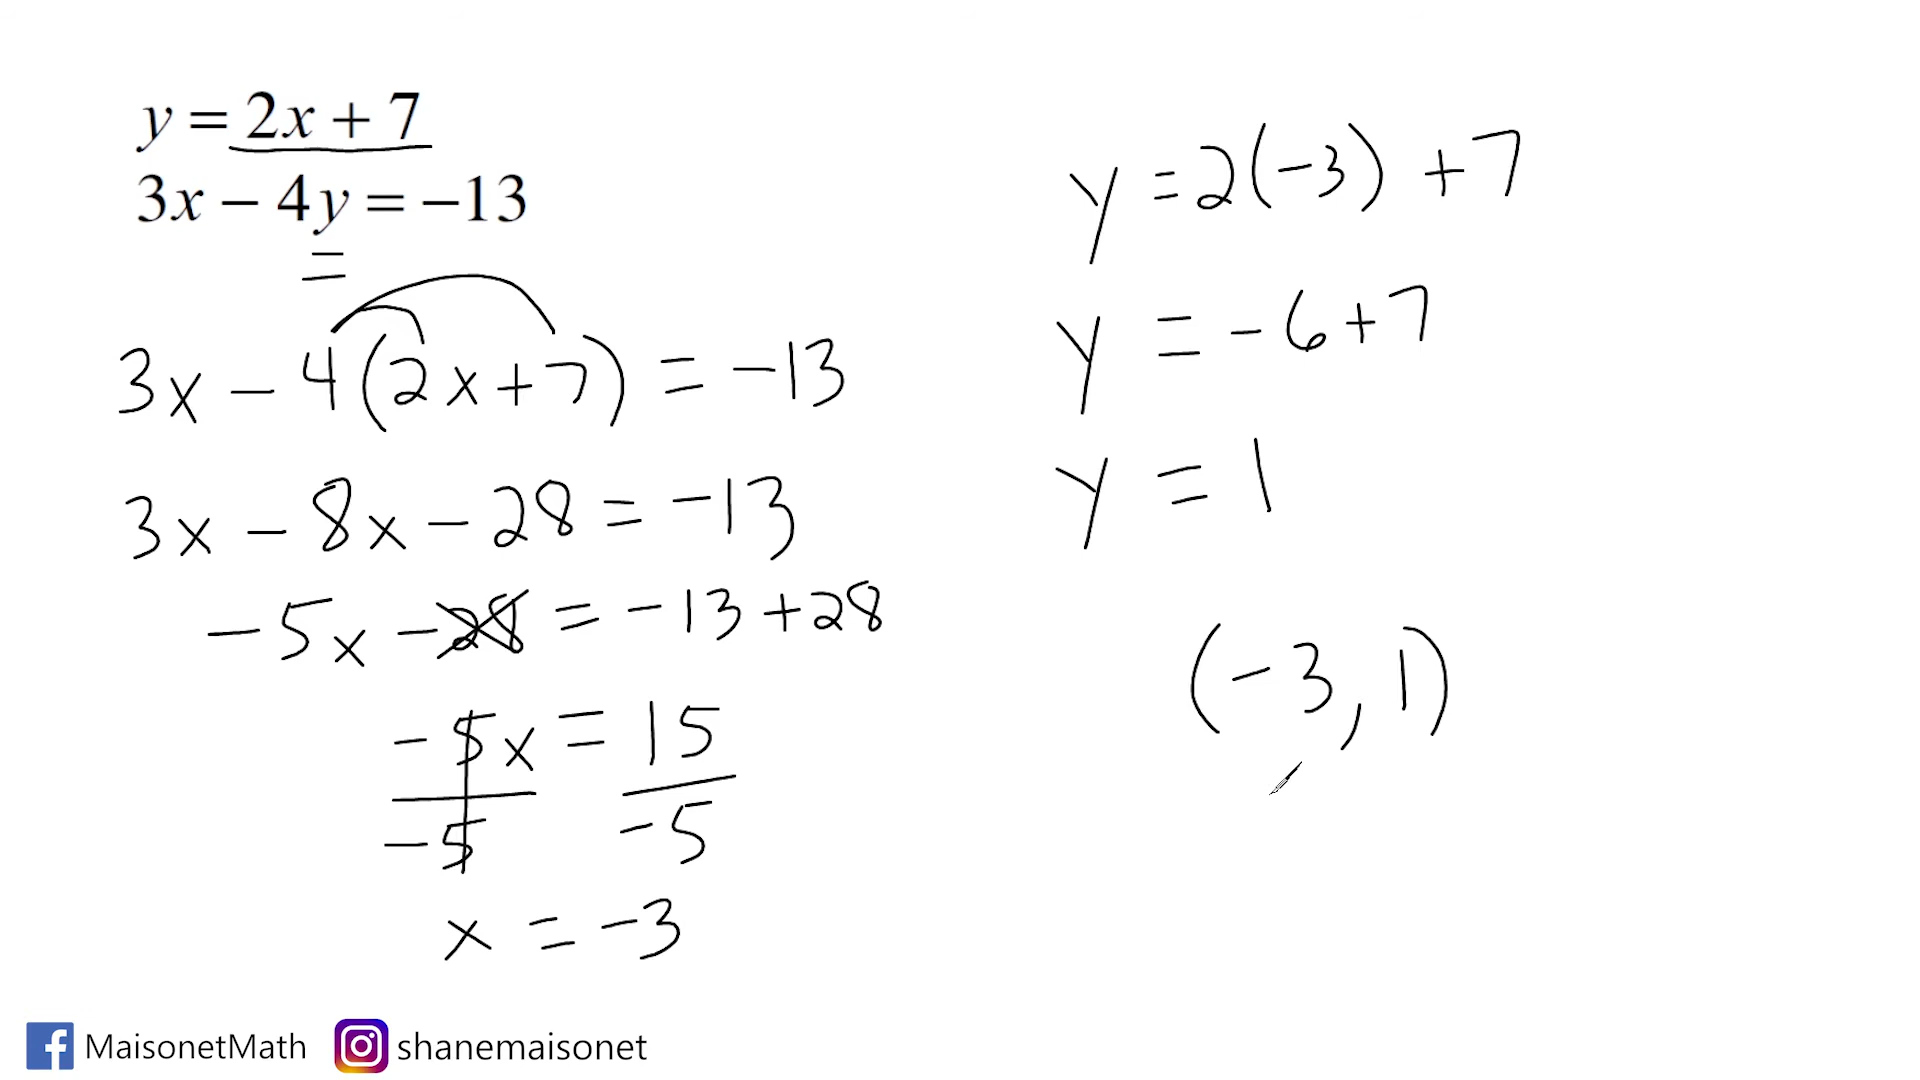 y = 2x + 7
3x − 4y = −13
3x − 4(2x+7) = −13
3x − 8x − 28 = −13
−5x −28 = −13 + 28
−5x = 15
−5 −5
x = −3
y = 2(−3) + 7
y = −6+7
y = 1
(−3, 1)
MaisonetMath shanemaisonet